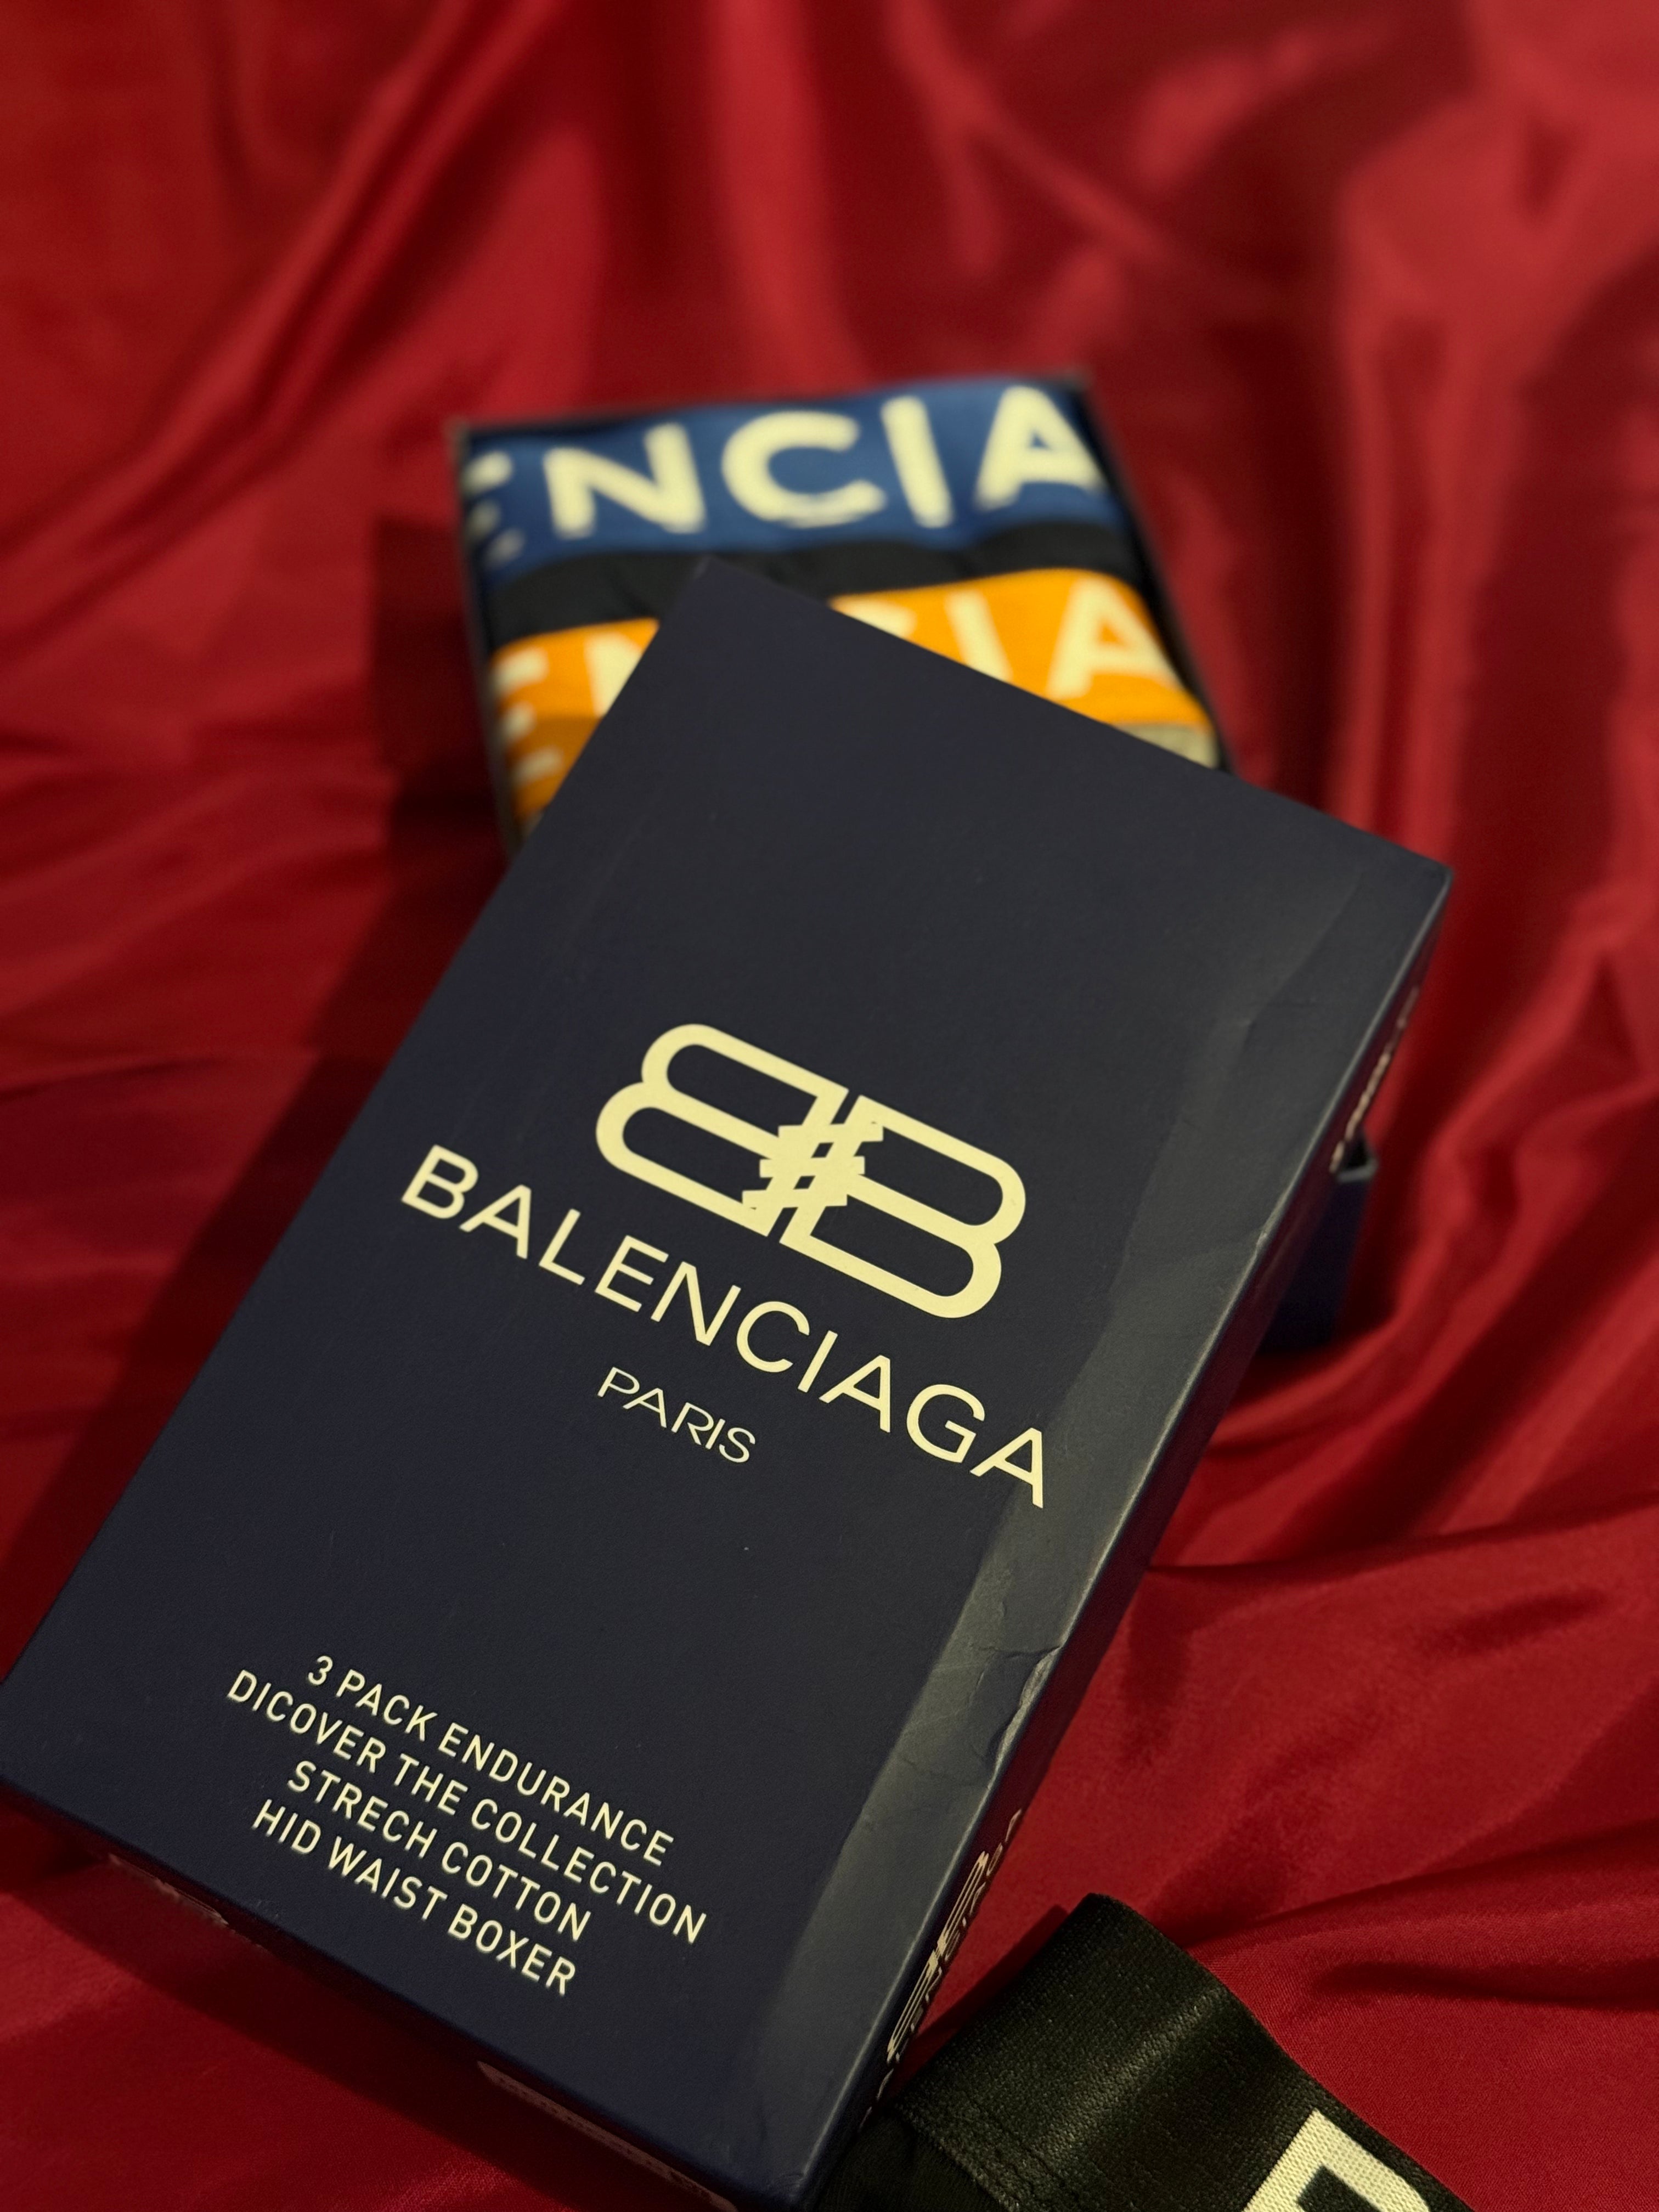 ENCIA
ENCIA
BALENCIAGA
PARIS
3 PACK ENDURANCE
DICOVER THE COLLECTION
STRECH COTTON
HID WAIST BOXER